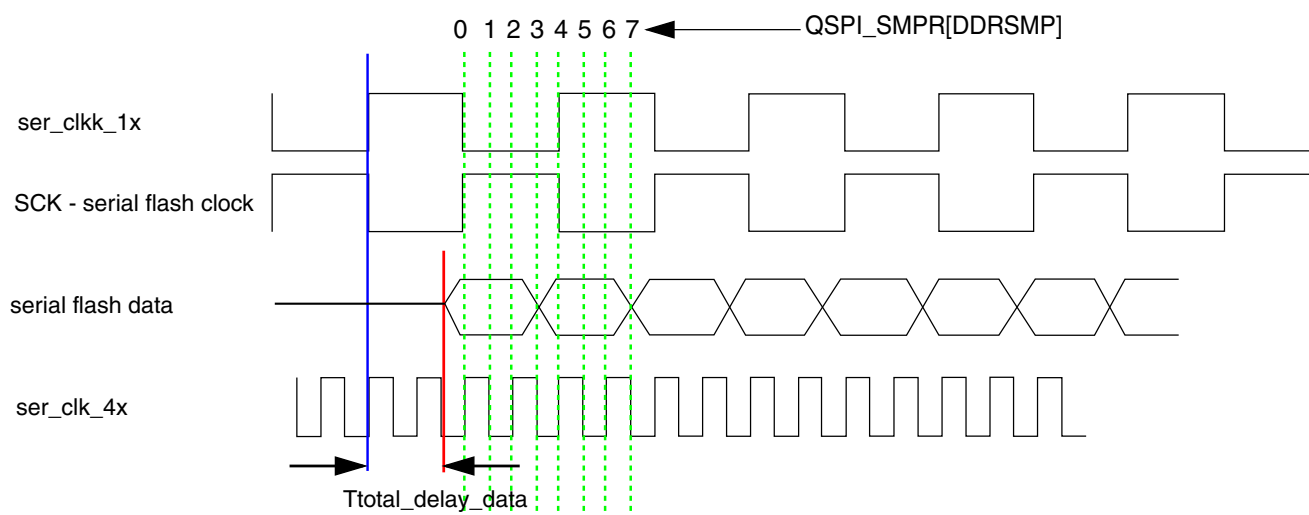 0 1 2 3 4 5 6 7 QSPI_SMPR[DDRSMP]
ser_clkk_1x
SCK - serial flash clock
serial flash data
ser_clk_4x
Ttotal_delay_data